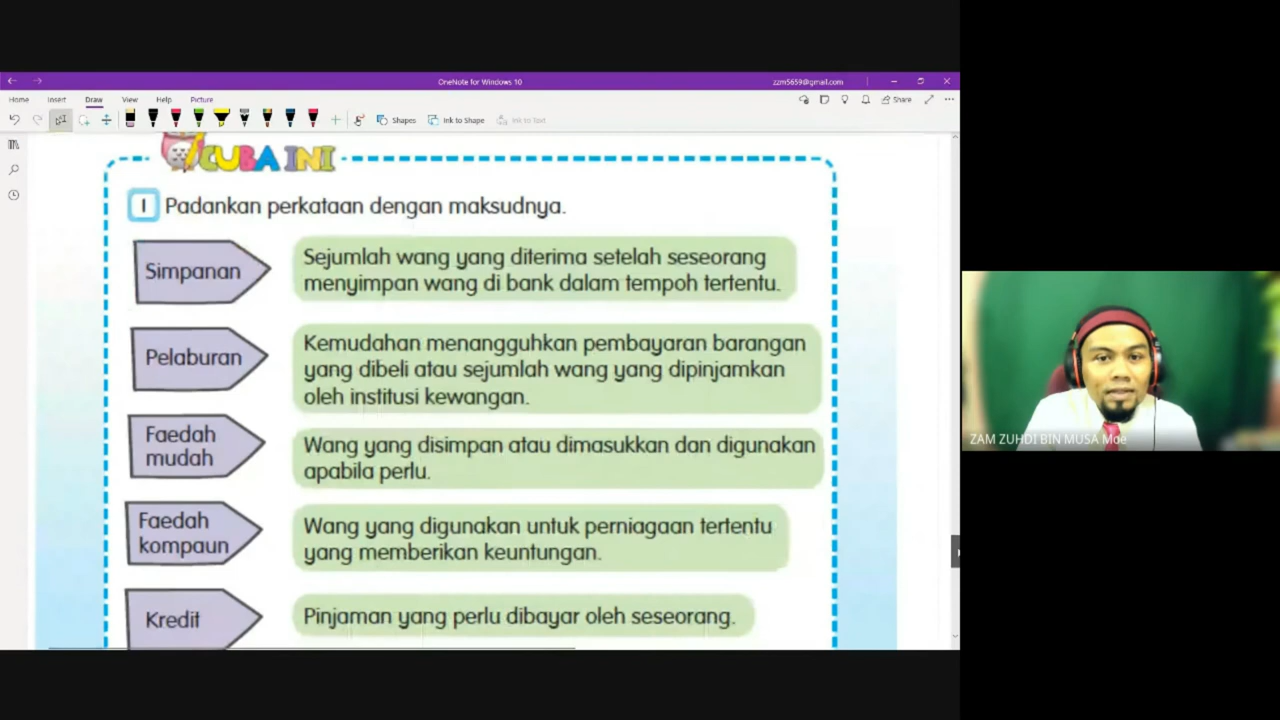 OneNote for Windows 10
zzm5659@gmail.com
Home Insert Draw View Help Picture
Share
Shapes Ink to Shape Ink to Text
CUBA INI
1 Padankan perkataan dengan maksudnya.
Simpanan
Sejumlah wang yang diterima setelah seseorang
menyimpan wang di bank dalam tempoh tertentu.
Pelaburan
Kemudahan menangguhkan pembayaran barangan
yang dibeli atau sejumlah wang yang dipinjamkan
oleh institusi kewangan.
Faedah
mudah
Wang yang disimpan atau dimasukkan dan digunakan
apabila perlu.
Faedah
kompaun
Wang yang digunakan untuk perniagaan tertentu
yang memberikan keuntungan.
Kredit
Pinjaman yang perlu dibayar oleh seseorang.
ZAM ZUHDI BIN MUSA Moe